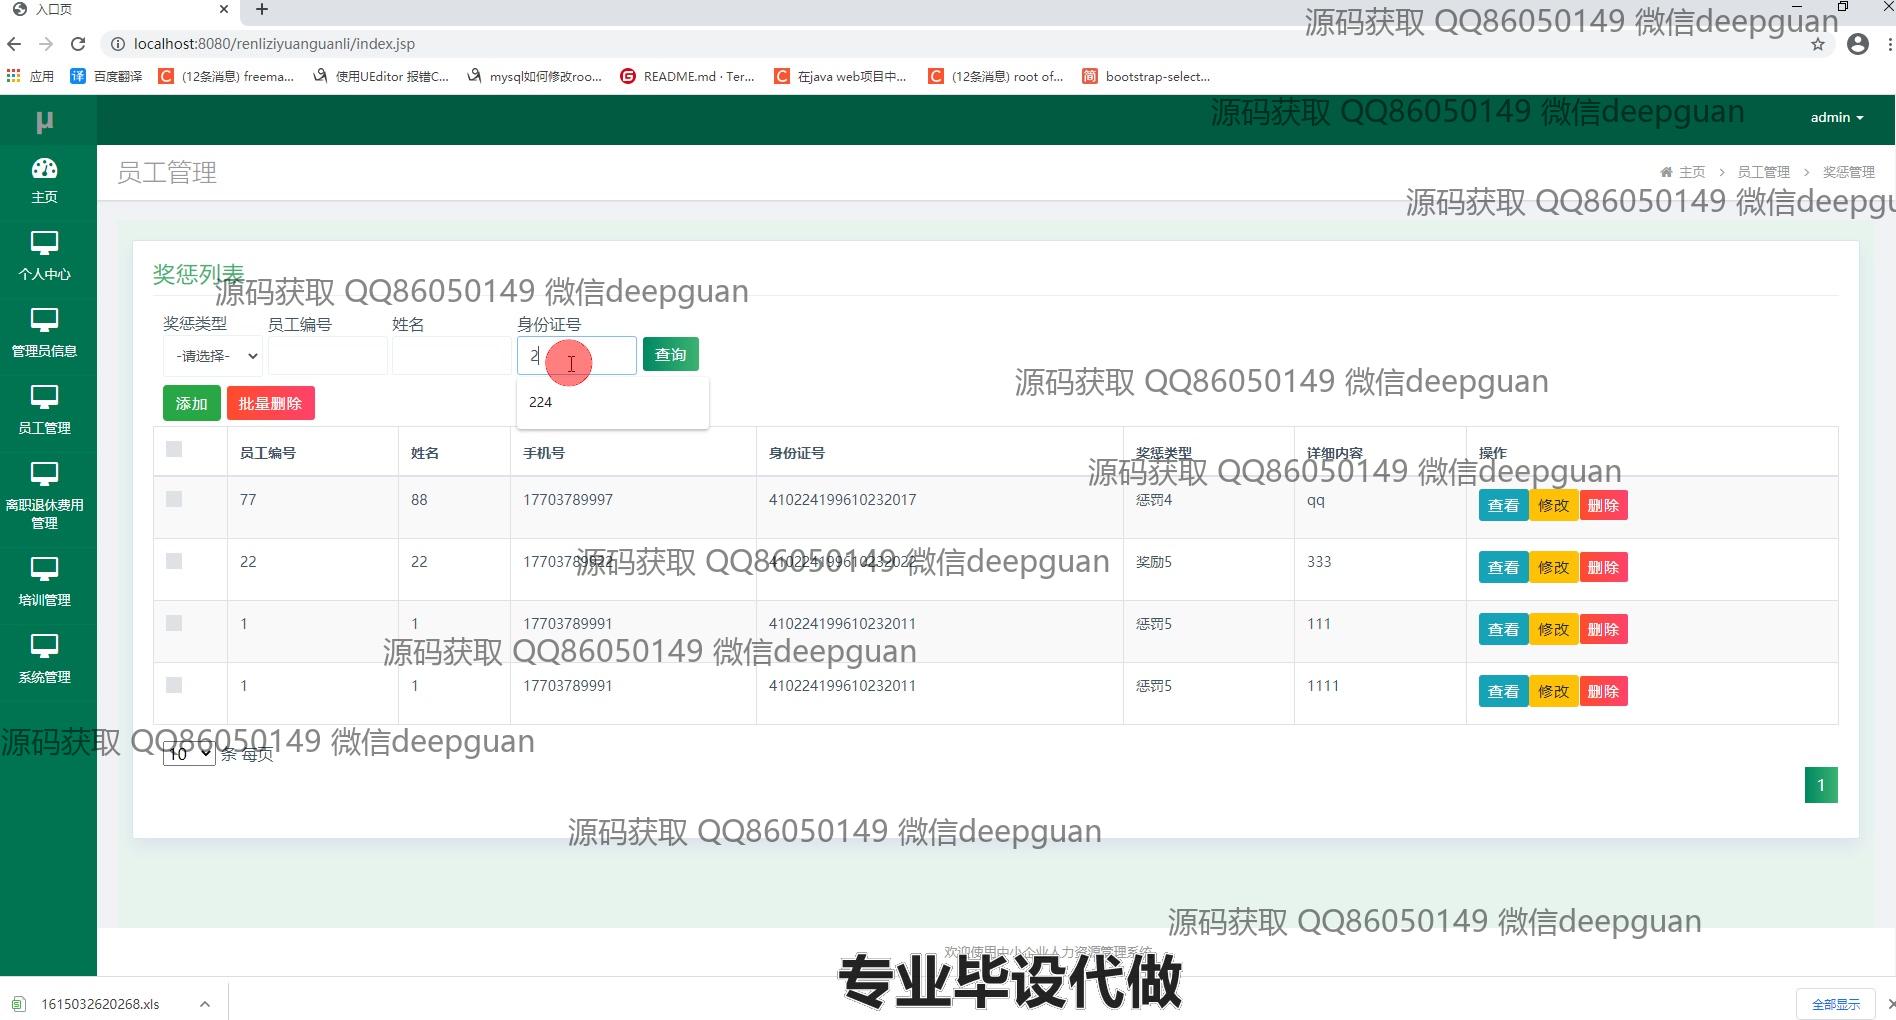 入口页
源码获取 QQ86050149 微信deepguan
localhost:8080/renliziyuanguanli/index.jsp
应用 百度翻译 (12条消息) freema... 使用UEditor 报错C... mysql如何修改roo... README.md · Ter... 在java web项目中... (12条消息) root of... bootstrap-select...
源码获取 QQ86050149 微信deepguan
µ admin
主页
员工管理 主页 > 员工管理 > 奖惩管理
源码获取 QQ86050149 微信deepgu
个人中心
管理员信息
员工管理
离职退休费用
管理
培训管理
系统管理
奖惩列表
源码获取 QQ86050149 微信deepguan
奖惩类型 员工编号 姓名 身份证号
-请选择- 2 查询
源码获取 QQ86050149 微信deepguan
添加 批量删除 224
员工编号 姓名 手机号 身份证号 奖惩类型 详细内容 操作
源码获取 QQ86050149 微信deepguan
77 88 17703789997 410224199610232017 惩罚4 qq 查看 修改 删除
22 22 17703789022 410224199610232022 奖励5 333 查看 修改 删除
源码获取 QQ86050149 微信deepguan
1 1 17703789991 410224199610232011 惩罚5 111 查看 修改 删除
源码获取 QQ86050149 微信deepguan
1 1 17703789991 410224199610232011 惩罚5 1111 查看 修改 删除
源码获取 QQ86050149 微信deepguan
10 条 每页
1
源码获取 QQ86050149 微信deepguan
源码获取 QQ86050149 微信deepguan
欢迎使用中小企业人力资源管理系统
专业毕设代做
1615032620268.xls 全部显示